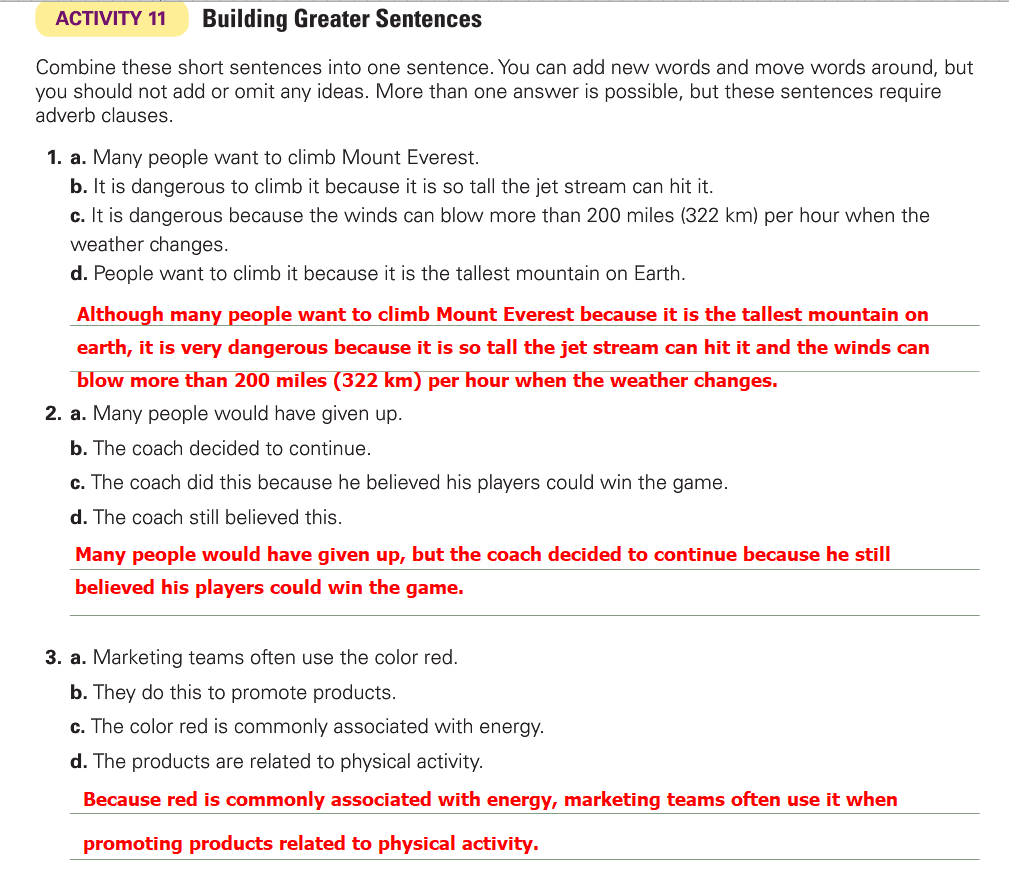 ACTIVITY 11 Building Greater Sentences
Combine these short sentences into one sentence. You can add new words and move words around, but
you should not add or omit any ideas. More than one answer is possible, but these sentences require
adverb clauses.
1. a. Many people want to climb Mount Everest.
b. It is dangerous to climb it because it is so tall the jet stream can hit it.
c. It is dangerous because the winds can blow more than 200 miles (322 km) per hour when the
weather changes.
d. People want to climb it because it is the tallest mountain on Earth.
Although many people want to climb Mount Everest because it is the tallest mountain on
earth, it is very dangerous because it is so tall the jet stream can hit it and the winds can
blow more than 200 miles (322 km) per hour when the weather changes.
2. a. Many people would have given up.
b. The coach decided to continue.
c. The coach did this because he believed his players could win the game.
d. The coach still believed this.
Many people would have given up, but the coach decided to continue because he still
believed his players could win the game.
3. a. Marketing teams often use the color red.
b. They do this to promote products.
c. The color red is commonly associated with energy.
d. The products are related to physical activity.
Because red is commonly associated with energy, marketing teams often use it when
promoting products related to physical activity.